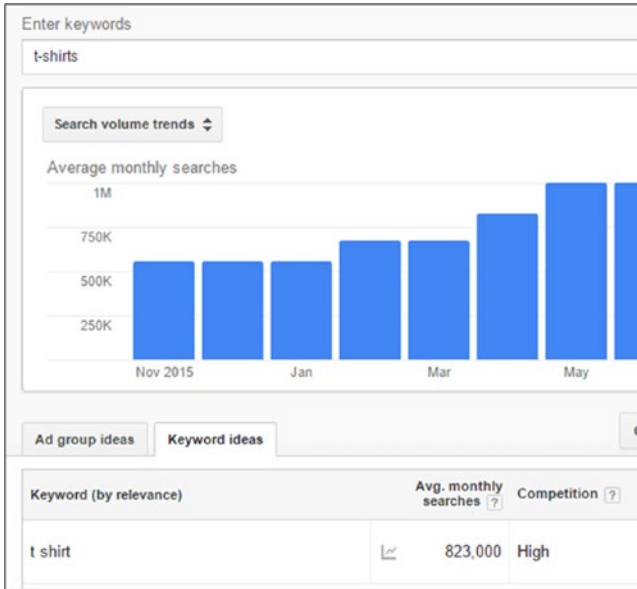 Enter keywords
t-shirts
Search volume trends
Average monthly searches
1M
750K
500K
250K
Nov 2015 Jan Mar May
Ad group ideas Keyword ideas
Keyword (by relevance) Avg. monthly searches ? Competition ?
t shirt 823,000 High